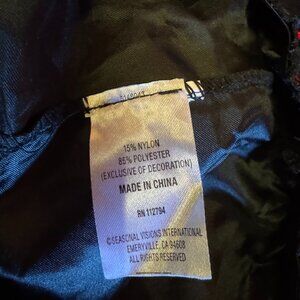 15% NYLON
85% POLYESTER
(EXCLUSIVE OF DECORATION)
MADE IN CHINA
RN 112794
©SEASONAL VISIONS INTERNATIONAL
EMERYVILLE, CA 94608
ALL RIGHTS RESERVED